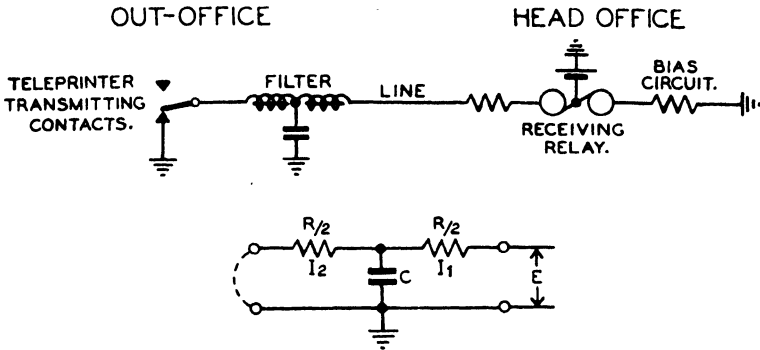 OUT-OFFICE
HEAD OFFICE
TELEPRINTER
TRANSMITTING
CONTACTS.
FILTER
LINE
RECEIVING
RELAY.
BIAS
CIRCUIT.
R/2
I2
R/2
I1
C
E